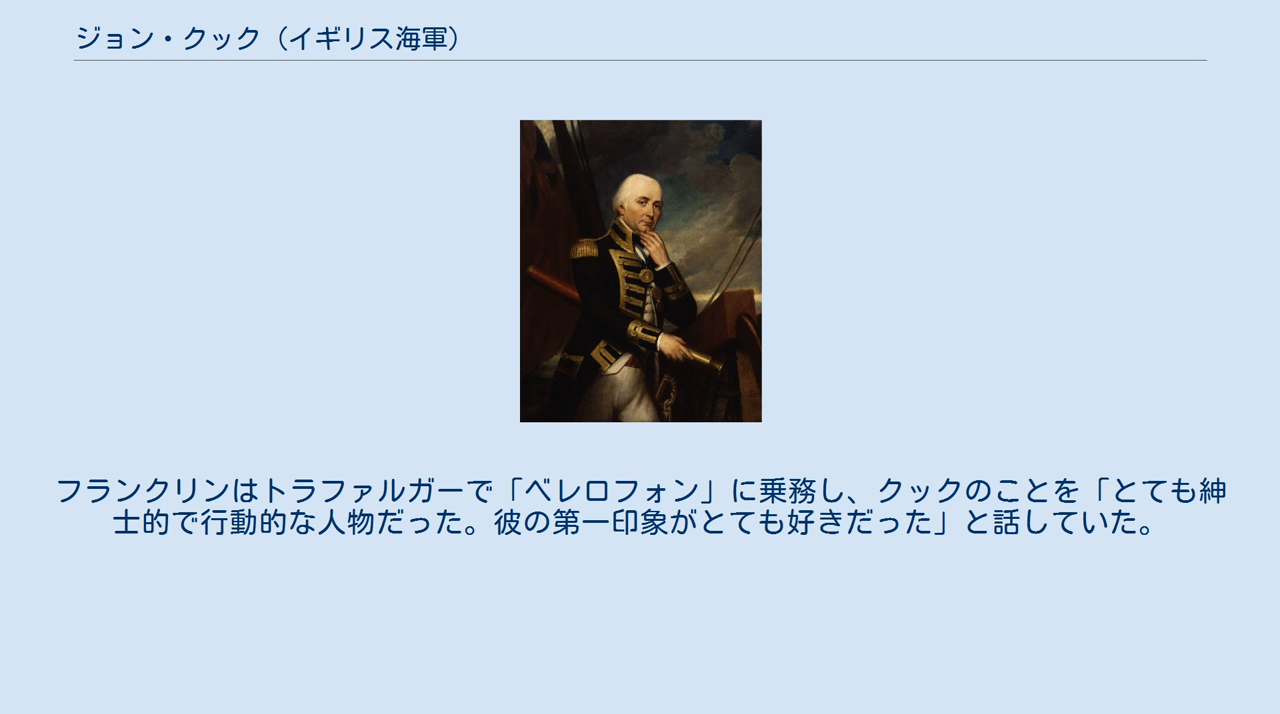 ジョン・クック（イギリス海軍）
フランクリンはトラファルガーで「ベレロフォン」に乗務し、クックのことを「とても紳
士的で行動的な人物だった。彼の第一印象がとても好きだった」と話していた。